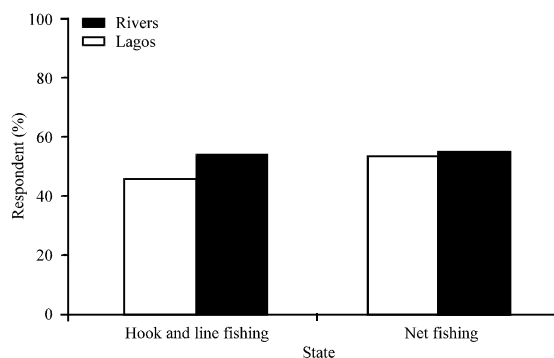 Rivers
Lagos
100
80
60
40
20
0
Respondent (%)
Hook and line fishing
Net fishing
State